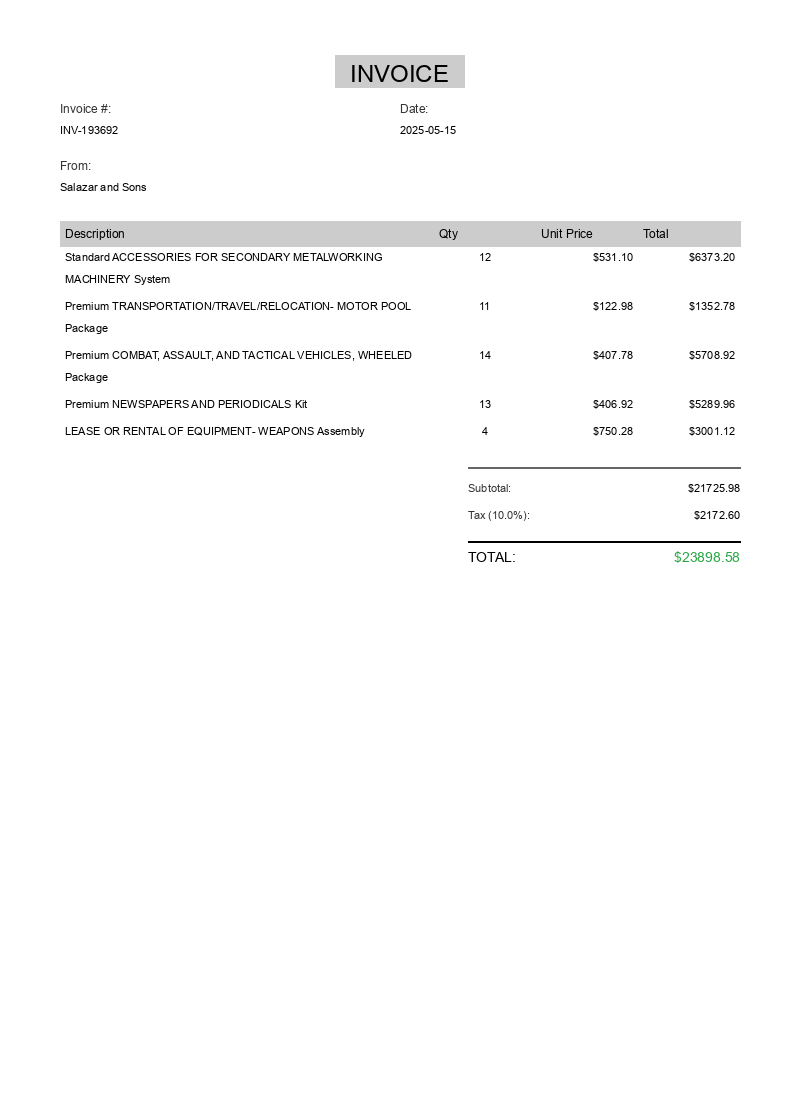 INVOICE
Invoice #: Date:
INV-193692 2025-05-15
From:
Salazar and Sons
Description Qty Unit Price Total
Standard ACCESSORIES FOR SECONDARY METALWORKING 12 $531.10 $6373.20
MACHINERY System
Premium TRANSPORTATION/TRAVEL/RELOCATION- MOTOR POOL 11 $122.98 $1352.78
Package
Premium COMBAT, ASSAULT, AND TACTICAL VEHICLES, WHEELED 14 $407.78 $5708.92
Package
Premium NEWSPAPERS AND PERIODICALS Kit 13 $406.92 $5289.96
LEASE OR RENTAL OF EQUIPMENT- WEAPONS Assembly 4 $750.28 $3001.12
Subtotal: $21725.98
Tax (10.0%): $2172.60
TOTAL: $23898.58